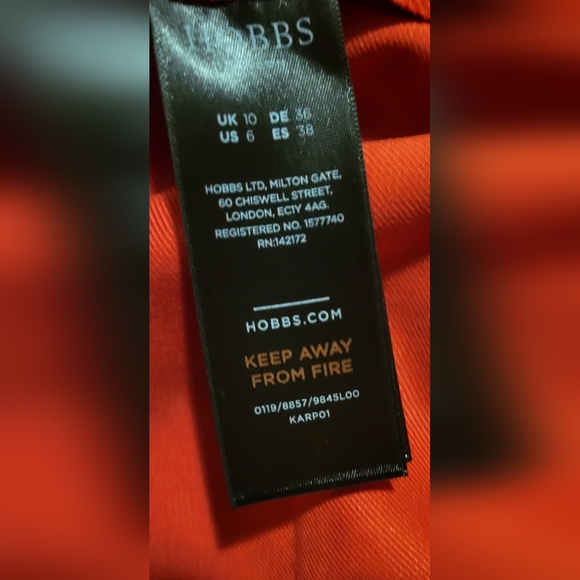 HOBBS
UK 10 DE 36
US 6 ES 38
HOBBS LTD, MILTON GATE,
60 CHISWELL STREET,
LONDON, EC1Y 4AG.
REGISTERED NO. 1577740
RN:142172
HOBBS.COM
KEEP AWAY
FROM FIRE
0119/8857/9845L00
KARP01